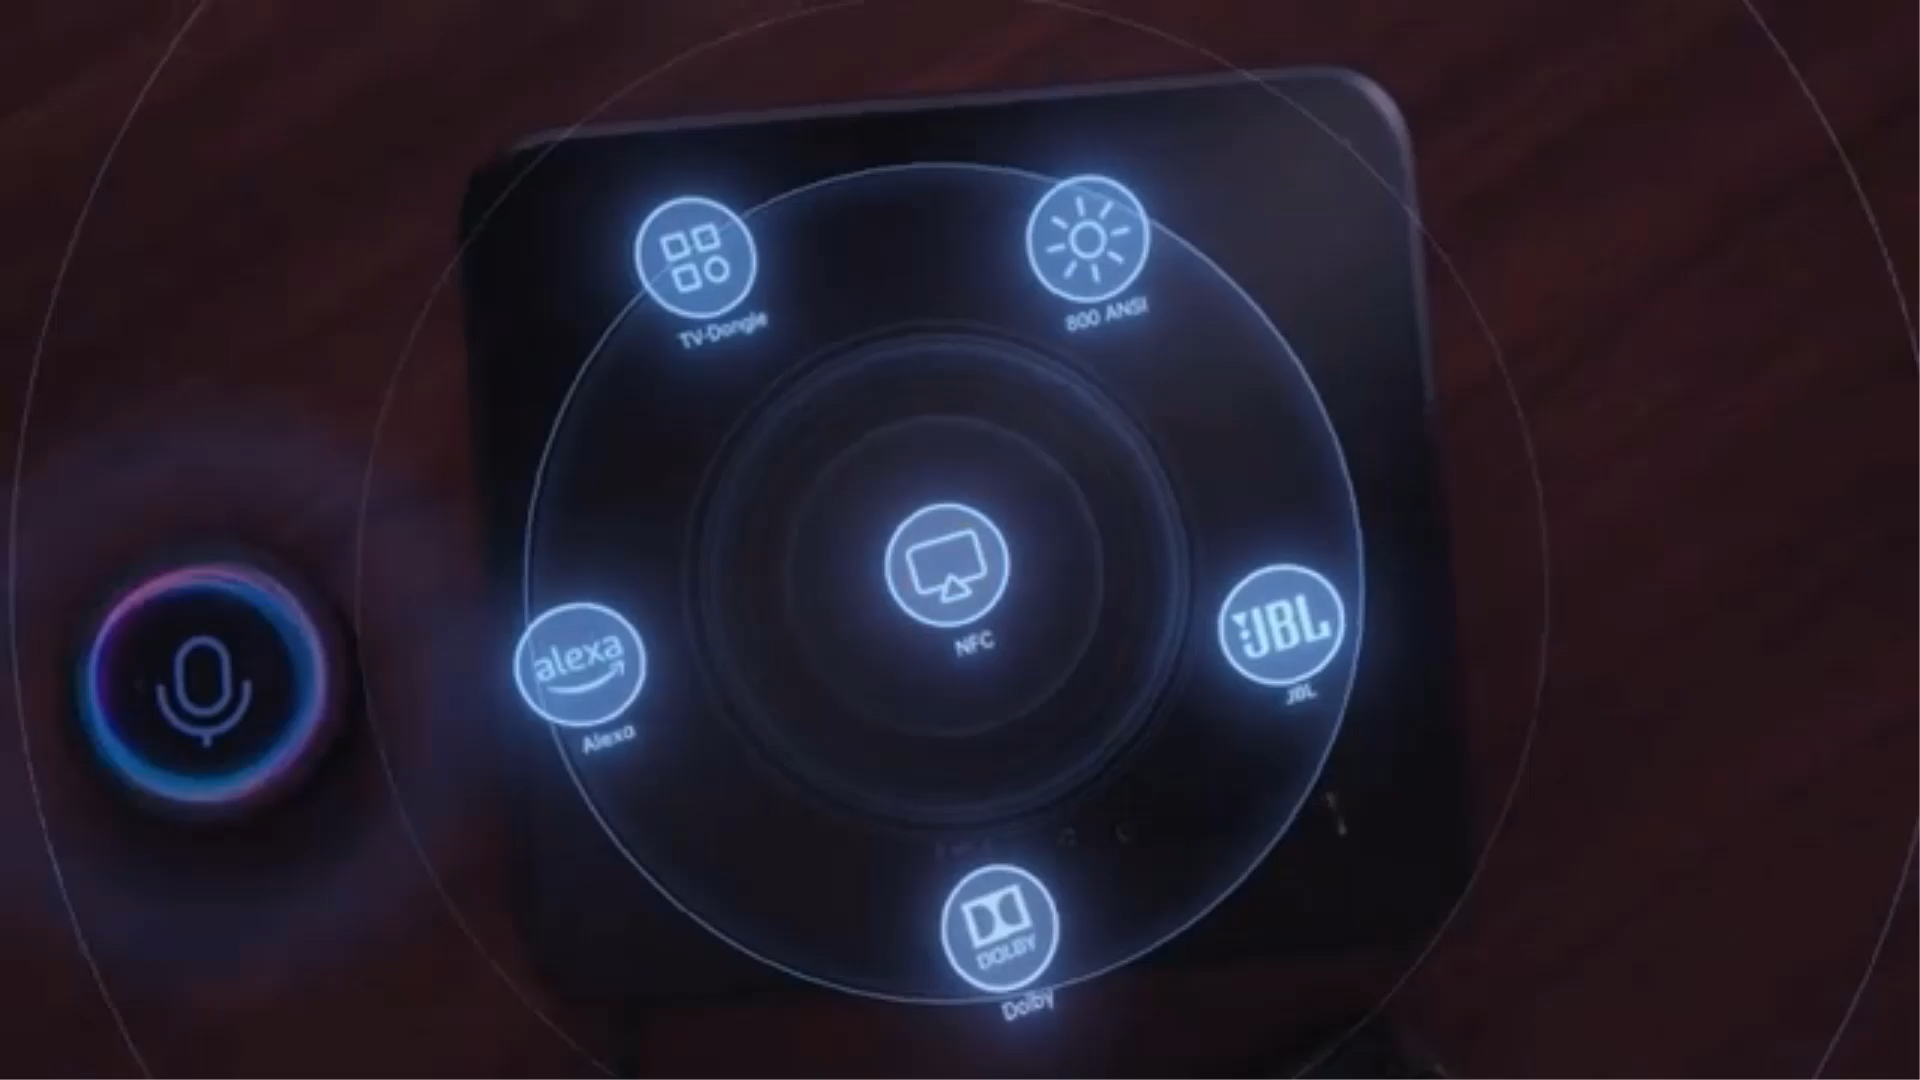 TV-Dongle
800 ANSI
alexa
Alexa
NFC
JBL
JBL
DOLBY
Dolby